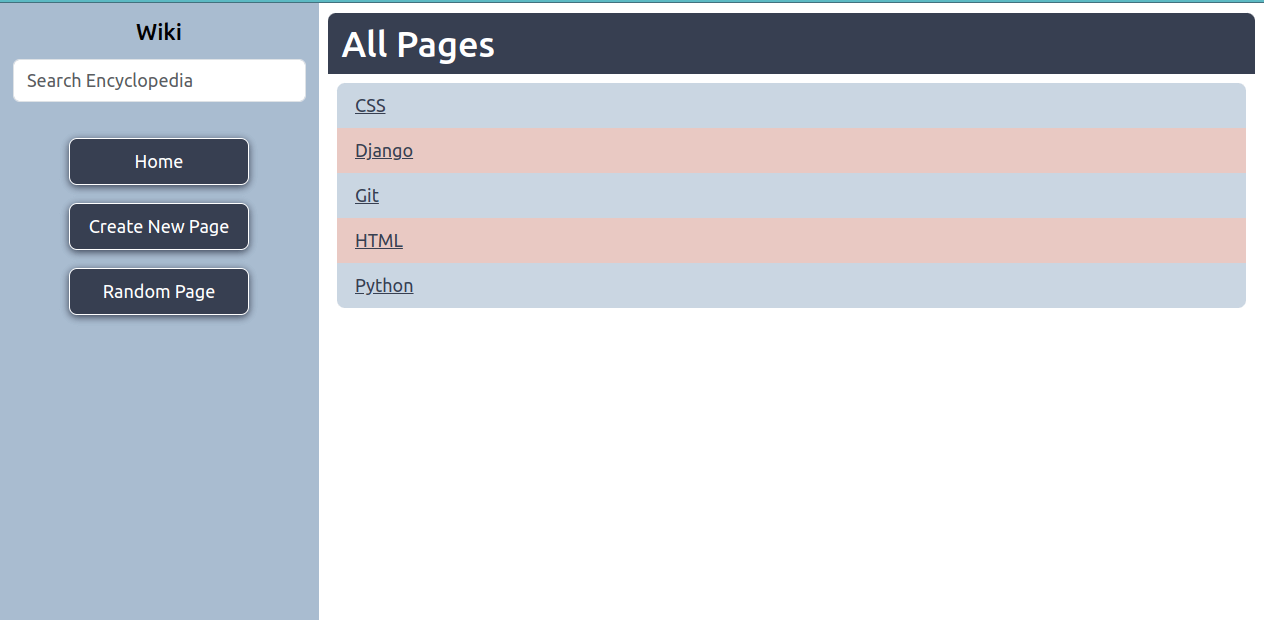 Wiki
Search Encyclopedia
Home
Create New Page
Random Page
All Pages
CSS
Django
Git
HTML
Python